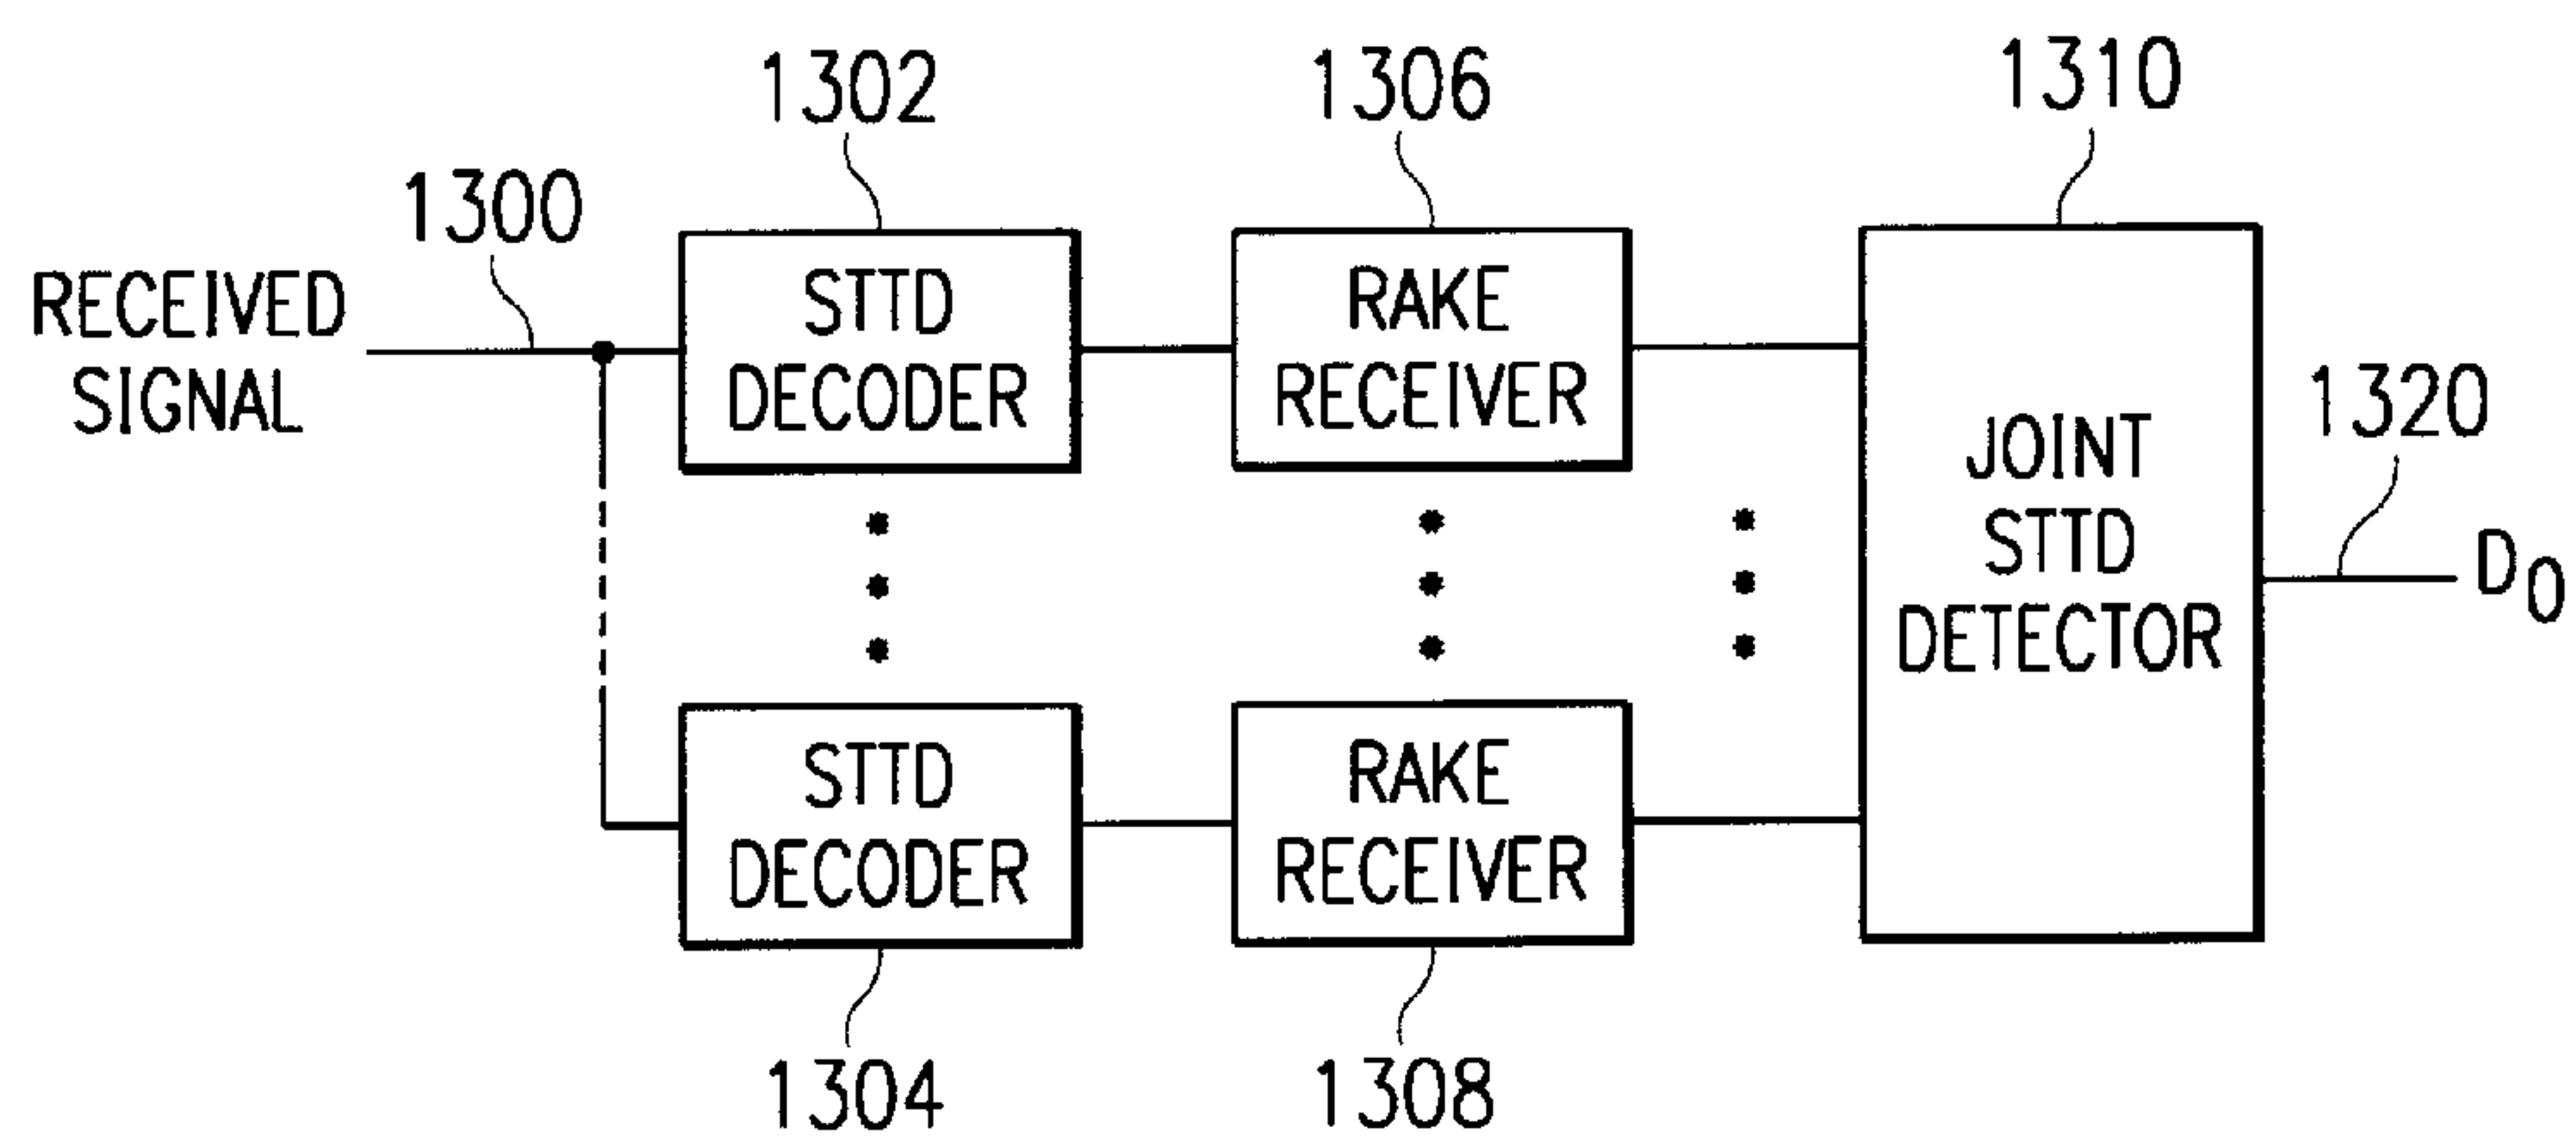 1302
1306
1310
1300
RECEIVED
SIGNAL
STTD
DECODER
RAKE
RECEIVER
JOINT
STTD
DETECTOR
1320
D0
STTD
DECODER
RAKE
RECEIVER
1304
1308